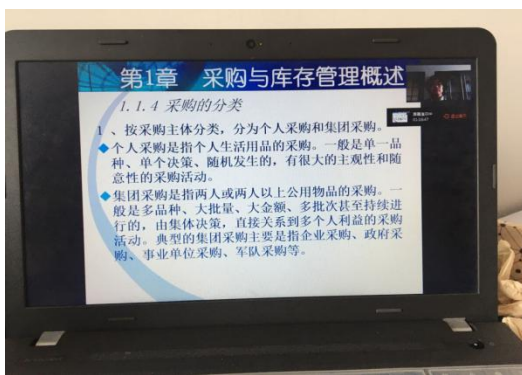 第1章 采购与库存管理概述
1.1.4 采购的分类
1、按采购主体分类，分为个人采购和集团采购。
个人采购是指个人生活用品的采购。一般是单一品
种、单个决策、随机发生的，有很大的主观性和随
意性的采购活动。
集团采购是指两人或两人以上公用物品的采购。一
般是多品种、大批量、大金额、多批次甚至持续进
行的，由集体决策，直接关系到多个人利益的采购
活动。典型的集团采购主要是指企业采购、政府采
购、事业单位采购、军队采购等。